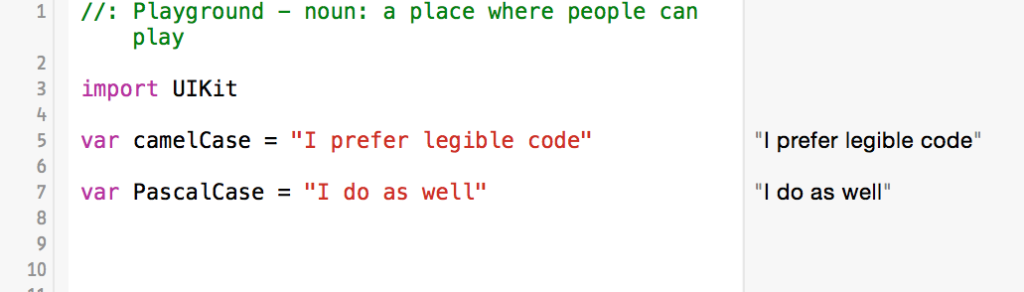 1 //: Playground – noun: a place where people can
play
2
3 import UIKit
4
5 var camelCase = "I prefer legible code" "I prefer legible code"
6
7 var PascalCase = "I do as well" "I do as well"
8
9
10
11